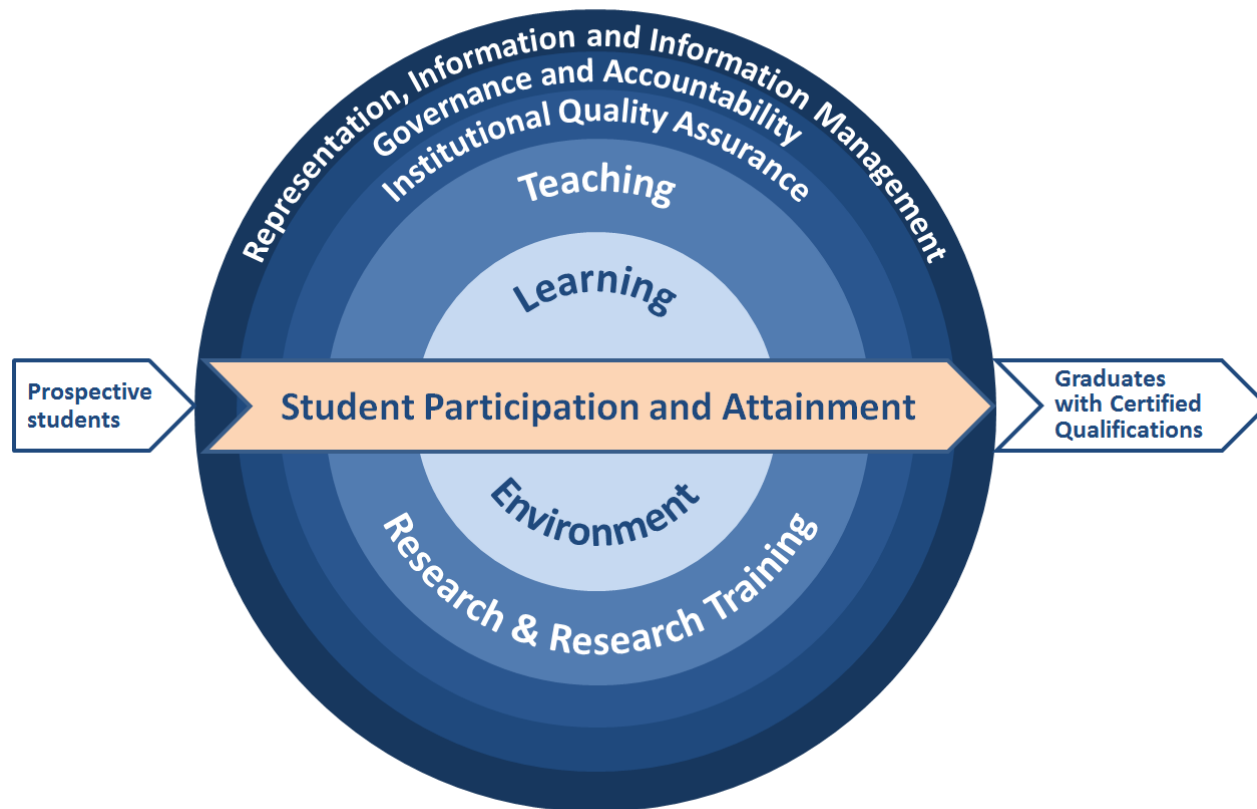 Representation, Information and Information Management
Governance and Accountability
Institutional Quality Assurance
Teaching
Learning
Prospective
students
Student Participation and Attainment
Graduates
with Certified
Qualifications
Environment
Research & Research Training